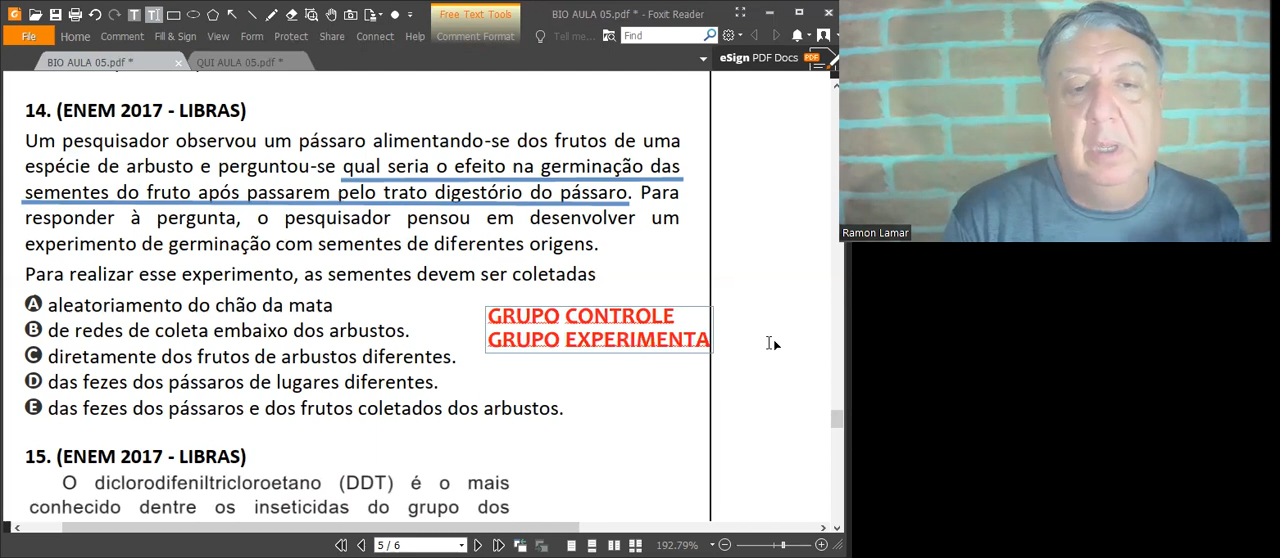 Free Text Tools
BIO AULA 05.pdf * - Foxit Reader
File
Home
Comment
Fill & Sign
View
Form
Protect
Share
Connect
Help
Comment Format
Tell me...
Find
BIO AULA 05.pdf *
QUI AULA 05.pdf *
eSign PDF Docs
PDF
14. (ENEM 2017 - LIBRAS)
Um pesquisador observou um pássaro alimentando-se dos frutos de uma
espécie de arbusto e perguntou-se qual seria o efeito na germinação das
sementes do fruto após passarem pelo trato digestório do pássaro. Para
responder à pergunta, o pesquisador pensou em desenvolver um
experimento de germinação com sementes de diferentes origens.
Para realizar esse experimento, as sementes devem ser coletadas
A aleatoriamento do chão da mata
B de redes de coleta embaixo dos arbustos.
C diretamente dos frutos de arbustos diferentes.
D das fezes dos pássaros de lugares diferentes.
E das fezes dos pássaros e dos frutos coletados dos arbustos.
GRUPO CONTROLE
GRUPO EXPERIMENTA
15. (ENEM 2017 - LIBRAS)
O diclorodifeniltricloroetano (DDT) é o mais
conhecido dentre os inseticidas do grupo dos
5 / 6
192.79%
Ramon Lamar